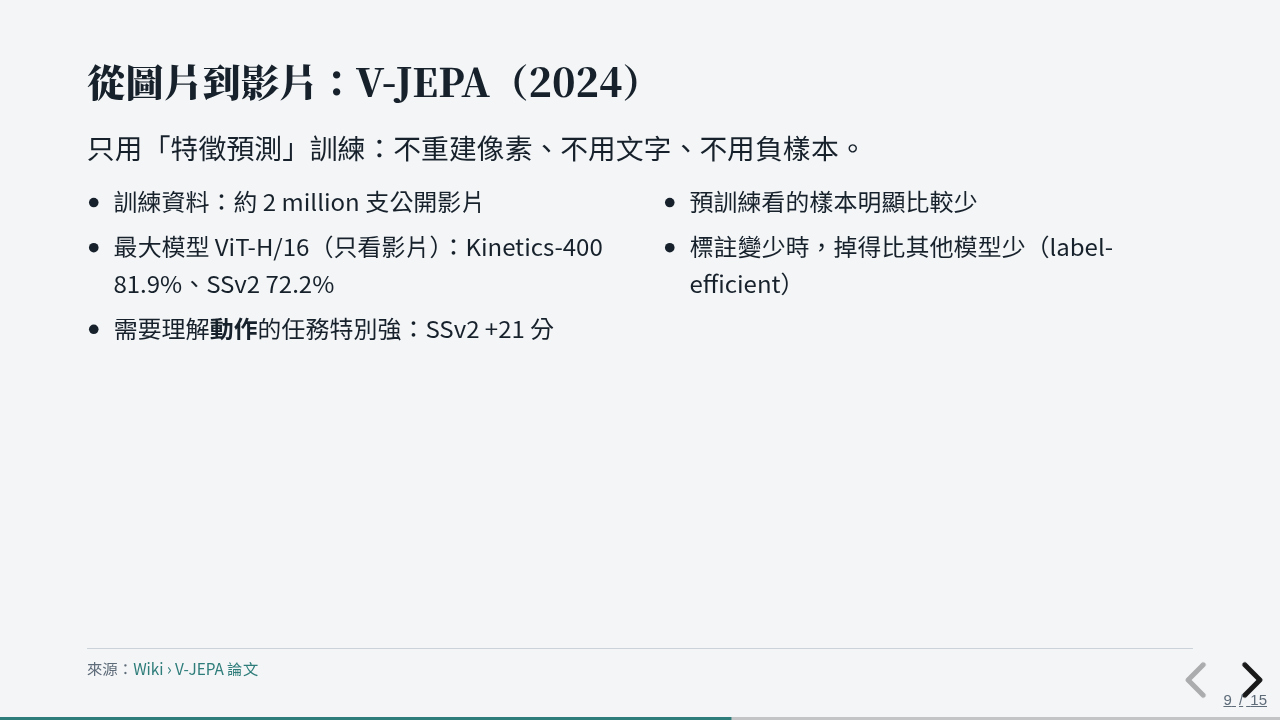 從圖片到影片：V-JEPA（2024）
只用「特徵預測」訓練：不重建像素、不用文字、不用負樣本。
• 訓練資料：約 2 million 支公開影片
• 最大模型 ViT-H/16（只看影片）：Kinetics-400
81.9%、SSv2 72.2%
• 需要理解動作的任務特別強：SSv2 +21 分
• 預訓練看的樣本明顯比較少
• 標註變少時，掉得比其他模型少（label-
efficient）
來源：Wiki › V-JEPA 論文
9 / 15